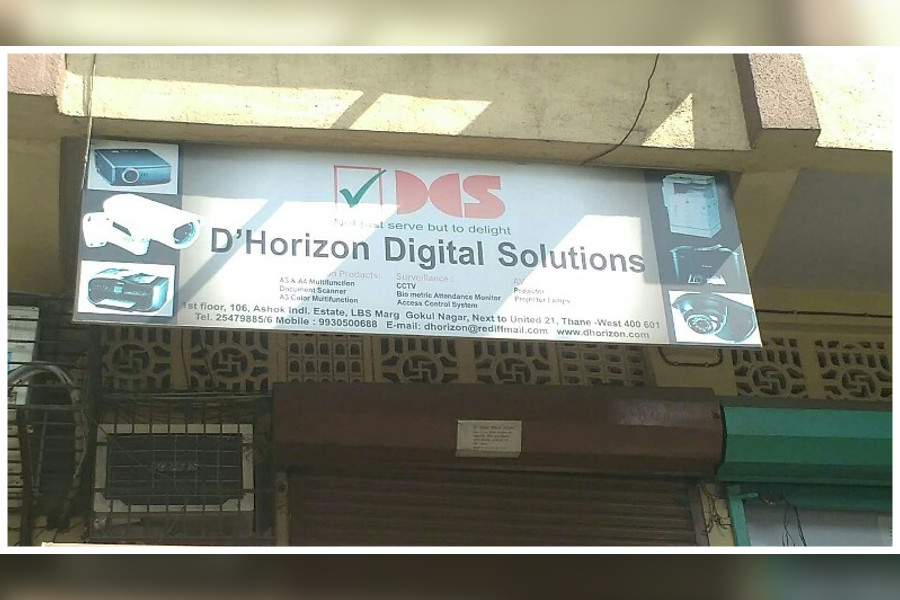 DCS
Not just serve but to delight
D'Horizon Digital Solutions
Products: Surveillance :
A3 & A4 Multifunction CCTV
Document Scanner Bio metric Attendance Monitor Projector
A3 Color Multifunction Access Control System Projector Lamps
1st floor, 106, Ashok Indl. Estate, LBS Marg Gokul Nagar, Next to United 21, Thane -West 400 601
Tel. 25479885/6 Mobile : 9930500688 E-mail: dhorizon@rediffmail.com www.dhorizon.com